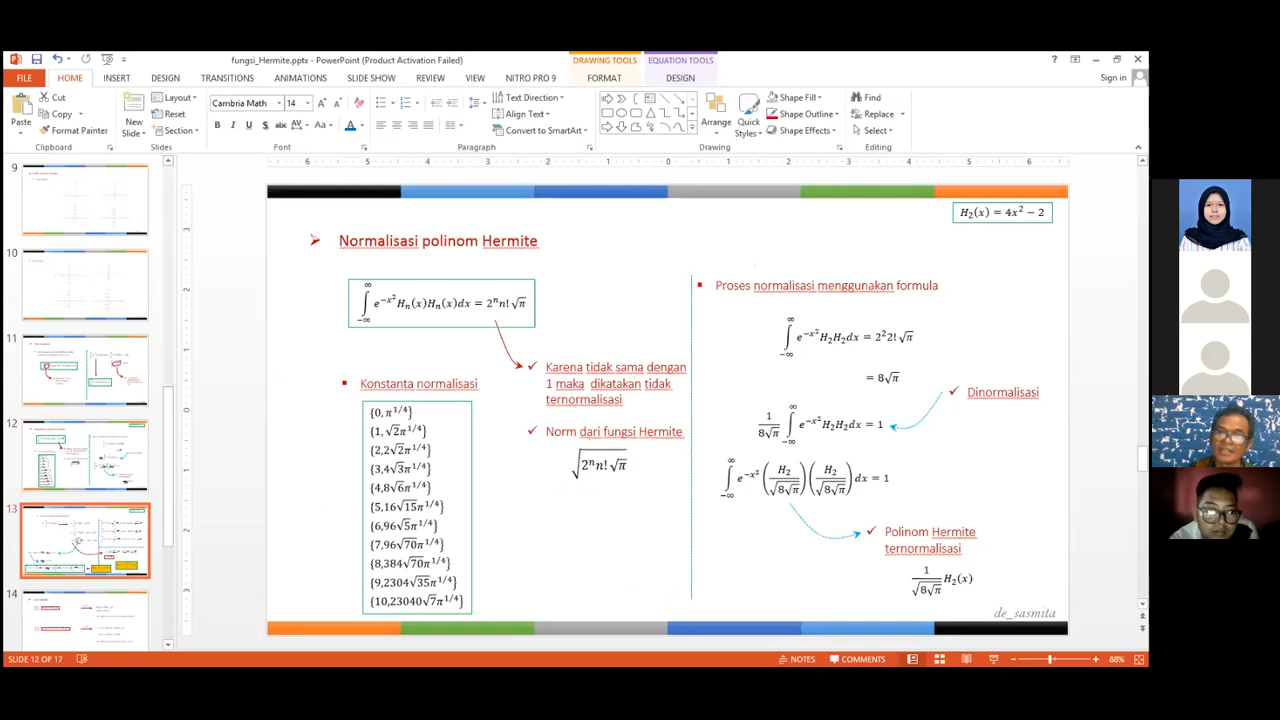 fungsi_Hermite.pptx - PowerPoint (Product Activation Failed)
DRAWING TOOLS
EQUATION TOOLS
FILE HOME INSERT DESIGN TRANSITIONS ANIMATIONS SLIDE SHOW REVIEW VIEW NITRO PRO 9 FORMAT DESIGN
Sign in
Paste
Cut
Copy
Format Painter
Clipboard
New Slide
Layout
Reset
Section
Slides
Cambria Math 14
Font
Text Direction
Align Text
Convert to SmartArt
Paragraph
Arrange
Quick Styles
Shape Fill
Shape Outline
Shape Effects
Drawing
Find
Replace
Select
Editing
9
10
11
12
13
14
H₂(x) = 4x² − 2
Normalisasi polinom Hermite
∫_{-∞}^{∞} e^{-x²} Hₙ(x)Hₙ(x)dx = 2ⁿn!√π
Karena tidak sama dengan
1 maka dikatakan tidak
ternormalisasi
Konstanta normalisasi
{0, π^{1/4}}
{1, √2π^{1/4}}
{2,2√2π^{1/4}}
{3,4√3π^{1/4}}
{4,8√6π^{1/4}}
{5,16√15π^{1/4}}
{6,96√5π^{1/4}}
{7,96√70π^{1/4}}
{8,384√70π^{1/4}}
{9,2304√35π^{1/4}}
{10,23040√7π^{1/4}}
Norm dari fungsi Hermite
√(2ⁿn!√π)
Proses normalisasi menggunakan formula
∫_{-∞}^{∞} e^{-x²} H₂H₂dx = 2²2!√π
= 8√π
Dinormalisasi
1/(8√π) ∫_{-∞}^{∞} e^{-x²} H₂H₂dx = 1
∫_{-∞}^{∞} e^{-x²} (H₂/√(8√π)) (H₂/√(8√π)) dx = 1
Polinom Hermite
ternormalisasi
1/√(8√π) H₂(x)
de_sasmita
SLIDE 12 OF 17
NOTES
COMMENTS
88%